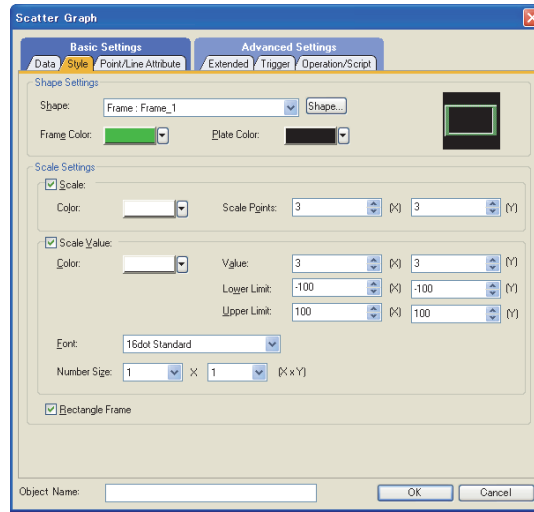 Scatter Graph
Basic Settings Advanced Settings
Data Style Point/Line Attribute Extended Trigger Operation/Script
Shape Settings
Shape: Frame : Frame_1 Shape...
Frame Color: Plate Color:
Scale Settings
Scale:
Color: Scale Points: 3 (X) 3 (Y)
Scale Value:
Color: Value: 3 (X) 3 (Y)
Lower Limit: -100 (X) -100 (Y)
Upper Limit: 100 (X) 100 (Y)
Font: 16dot Standard
Number Size: 1 X 1 (X x Y)
Rectangle Frame
Object Name: OK Cancel